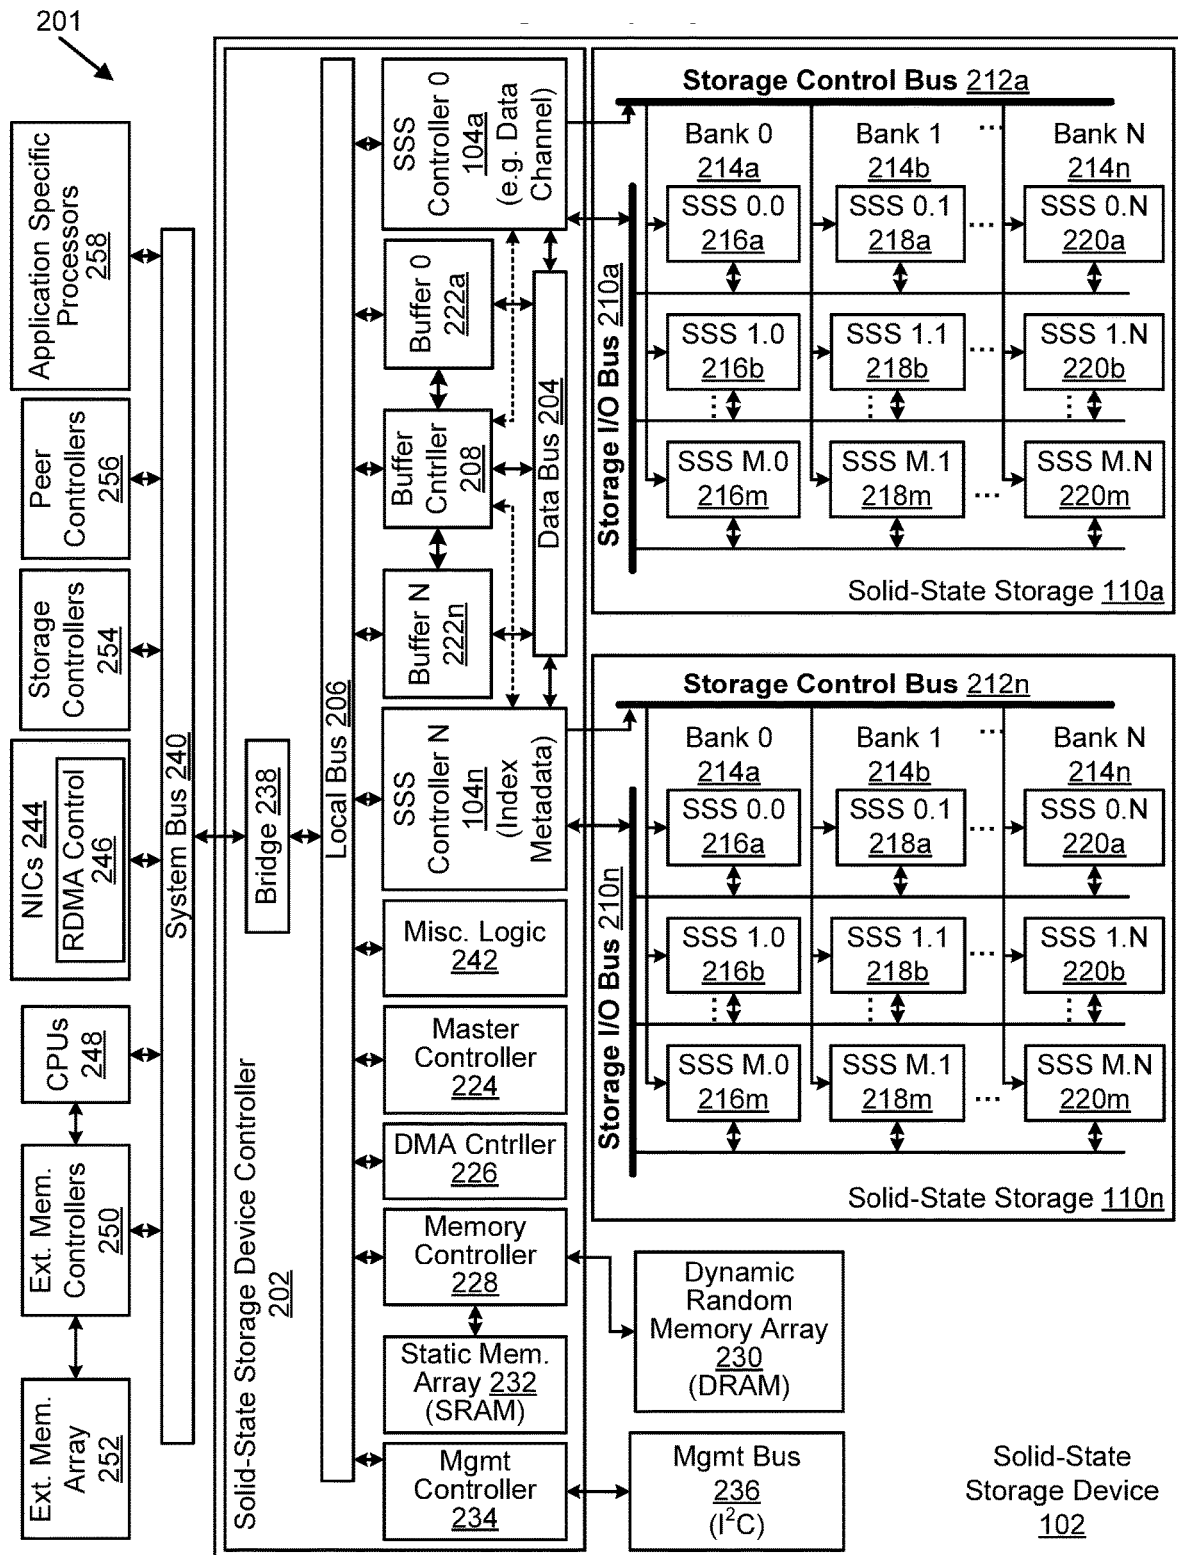 201
Application Specific
Processors
258
Peer
Controllers
256
Storage
Controllers
254
NICs 244
RDMA Control
246
CPUs
248
Ext. Mem.
Controllers
250
Ext. Mem.
Array
252
System Bus 240
Bridge 238
Solid-State Storage Device Controller
202
Local Bus 206
SSS
Controller 0
104a
(e.g. Data
Channel)
Buffer 0
222a
Buffer
Cntrller
208
Buffer N
222n
Data Bus 204
SSS
Controller N
104n
(Index
Metadata)
Misc. Logic
242
Master
Controller
224
DMA Cntrller
226
Memory
Controller
228
Static Mem.
Array 232
(SRAM)
Mgmt
Controller
234
Storage Control Bus 212a
Storage I/O Bus 210a
Bank 0
214a
Bank 1
214b
...
Bank N
214n
SSS 0.0
216a
SSS 0.1
218a
...
SSS 0.N
220a
SSS 1.0
216b
SSS 1.1
218b
...
SSS 1.N
220b
...
...
...
SSS M.0
216m
SSS M.1
218m
...
SSS M.N
220m
Solid-State Storage 110a
Storage Control Bus 212n
Storage I/O Bus 210n
Bank 0
214a
Bank 1
214b
...
Bank N
214n
SSS 0.0
216a
SSS 0.1
218a
...
SSS 0.N
220a
SSS 1.0
216b
SSS 1.1
218b
...
SSS 1.N
220b
...
...
...
SSS M.0
216m
SSS M.1
218m
...
SSS M.N
220m
Solid-State Storage 110n
Dynamic
Random
Memory Array
230
(DRAM)
Mgmt Bus
236
(I²C)
Solid-State
Storage Device
102